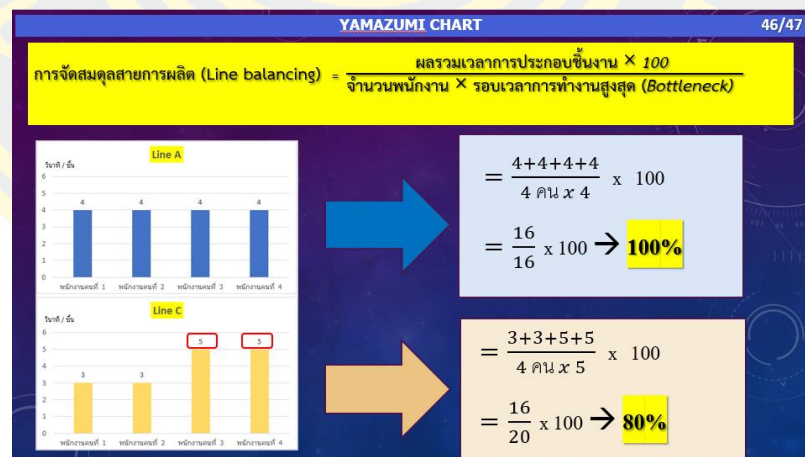 YAMAZUMI CHART
46/47
การจัดสมดุลสายการผลิต (Line balancing) = ผลรวมเวลาการประกอบชิ้นงาน × 100
จำนวนพนักงาน × รอบเวลาการทำงานสูงสุด (Bottleneck)
Line A
วินาที / ชิ้น
6
5
4
3
2
1
0
4 4 4 4
พนักงานคนที่ 1 พนักงานคนที่ 2 พนักงานคนที่ 3 พนักงานคนที่ 4
= 4+4+4+4 x 100
4 คน x 4
= 16 x 100 → 100%
16
Line C
วินาที / ชิ้น
6
5
4
3
2
1
0
3 3 5 5
พนักงานคนที่ 1 พนักงานคนที่ 2 พนักงานคนที่ 3 พนักงานคนที่ 4
= 3+3+5+5 x 100
4 คน x 5
= 16 x 100 → 80%
20